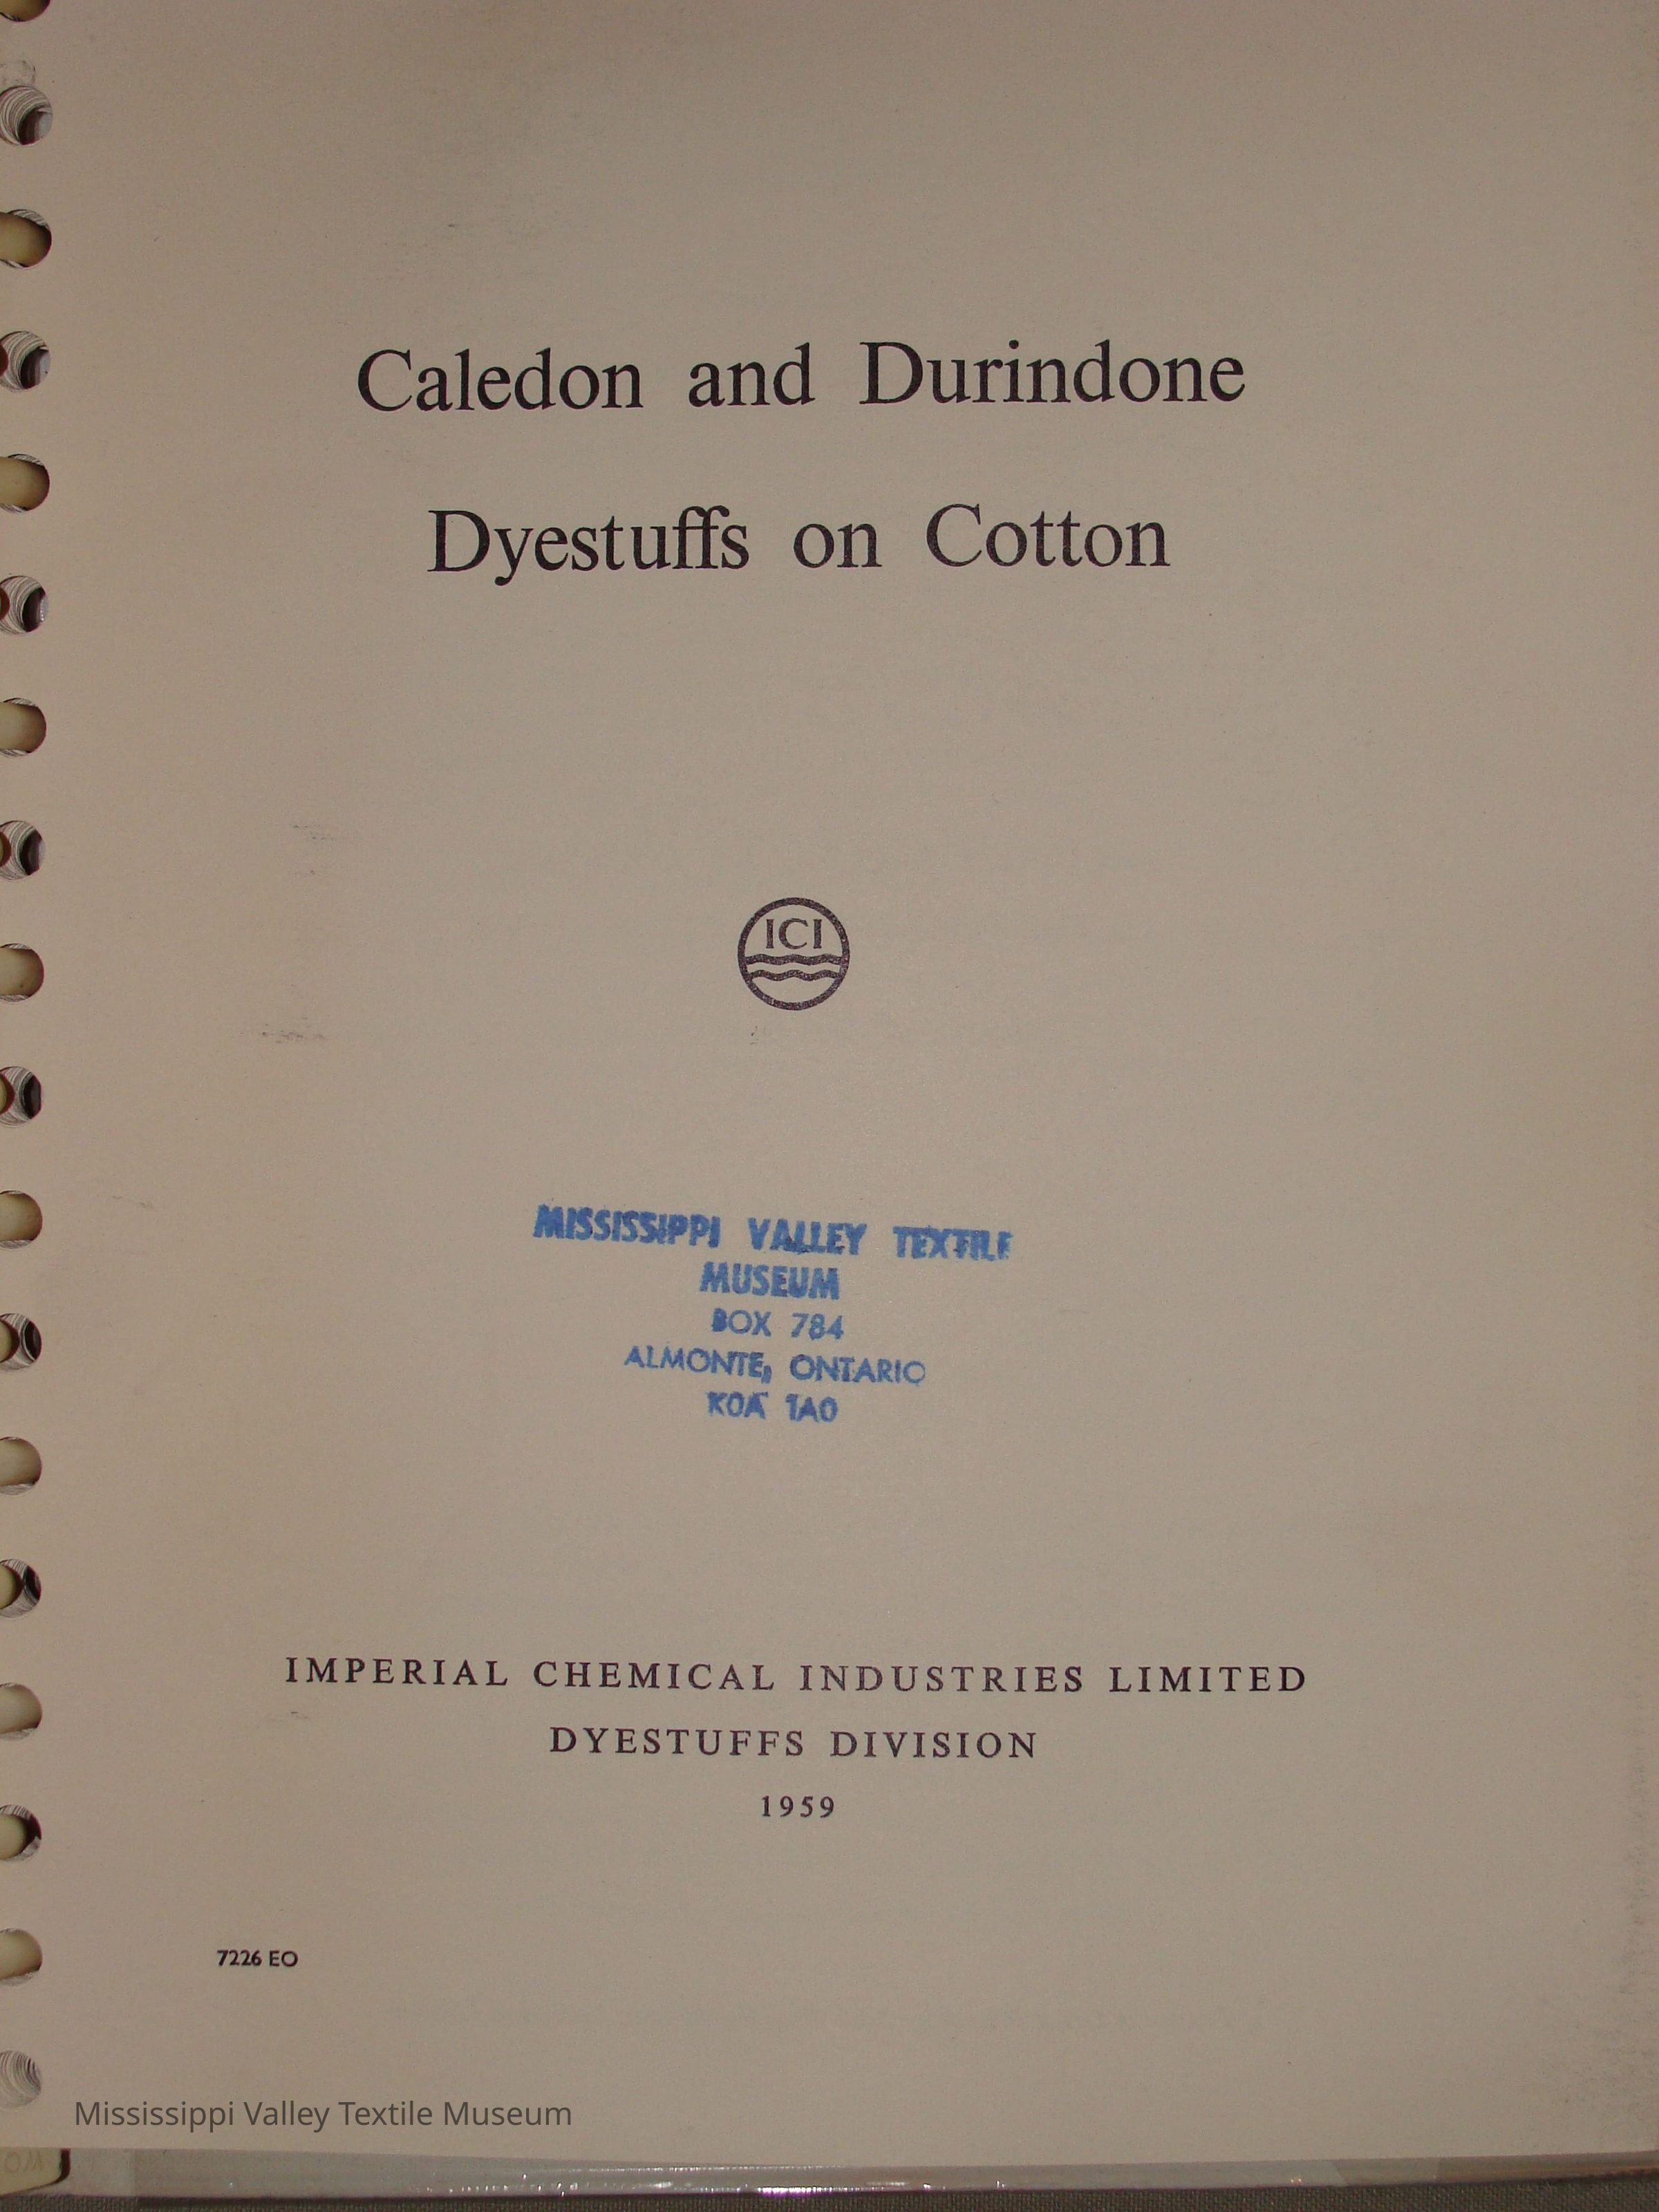 Caledon and Durindone
Dyestuffs on Cotton
ICI
MISSISSIPPI VALLEY TEXTILE
MUSEUM
BOX 784
ALMONTE, ONTARIO
K0A 1A0
IMPERIAL CHEMICAL INDUSTRIES LIMITED
DYESTUFFS DIVISION
1959
7226 EO
Mississippi Valley Textile Museum